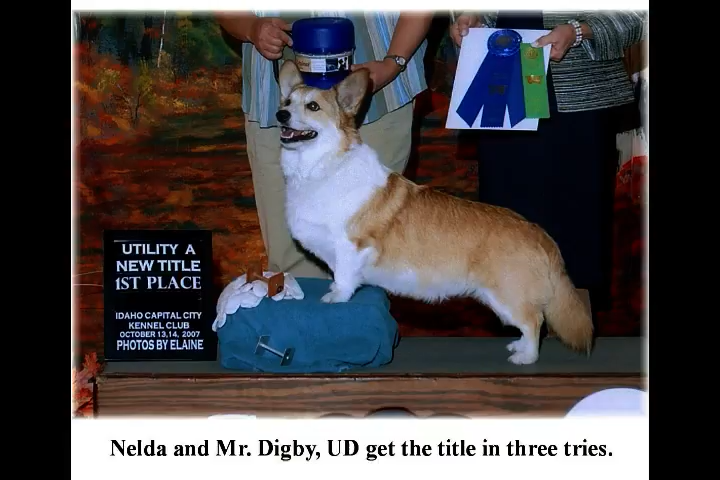 UTILITY A
NEW TITLE
1ST PLACE
IDAHO CAPITAL CITY
KENNEL CLUB
OCTOBER 13,14, 2007
PHOTOS BY ELAINE
Nelda and Mr. Digby, UD get the title in three tries.